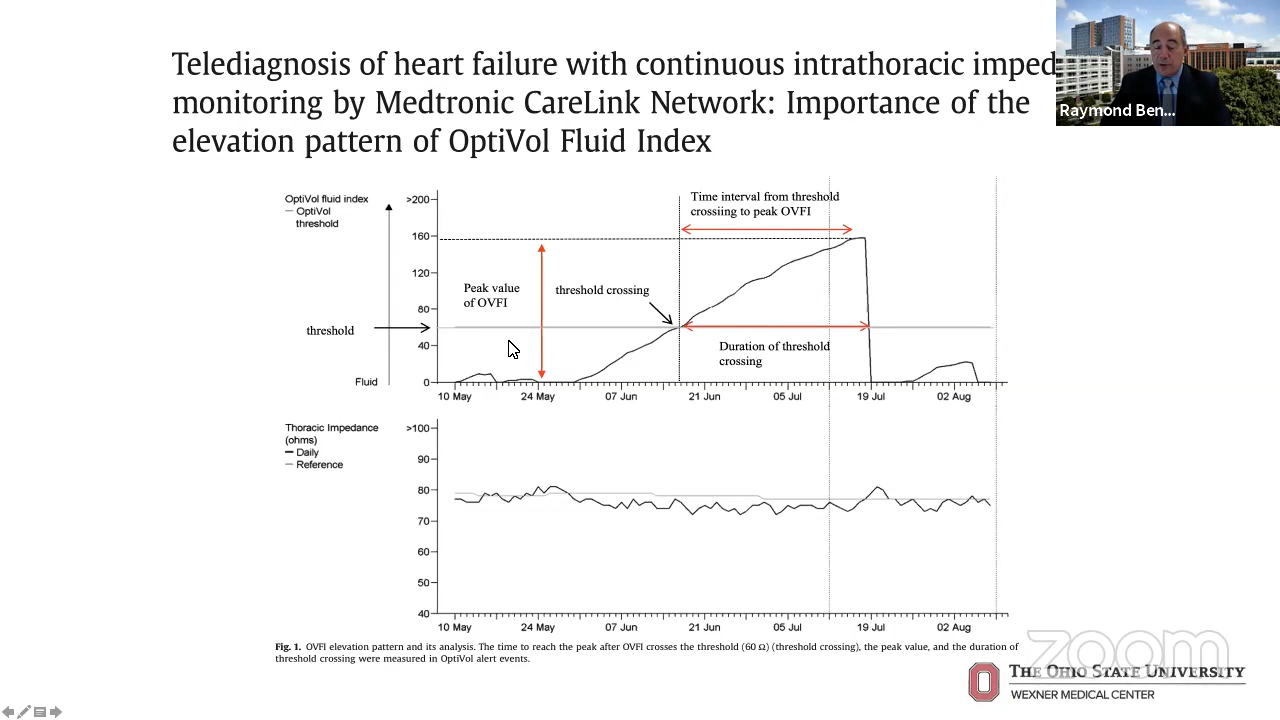 Telediagnosis of heart failure with continuous intrathoracic imped
monitoring by Medtronic CareLink Network: Importance of the
elevation pattern of OptiVol Fluid Index
Raymond Ben...
OptiVol fluid index
OptiVol
threshold
>200
160
120
80
40
0
Fluid
threshold
Peak value
of OVFI
threshold crossing
Time interval from threshold
crossiing to peak OVFI
Duration of threshold
crossing
10 May
24 May
07 Jun
21 Jun
05 Jul
19 Jul
02 Aug
Thoracic Impedance
(ohms)
Daily
Reference
>100
90
80
70
60
50
40
10 May
24 May
07 Jun
21 Jun
05 Jul
19 Jul
02 Aug
Fig. 1. OVFI elevation pattern and its analysis. The time to reach the peak after OVFI crosses the threshold (60 Ω) (threshold crossing), the peak value, and the duration of
threshold crossing were measured in OptiVol alert events.
zoom
THE OHIO STATE UNIVERSITY
WEXNER MEDICAL CENTER